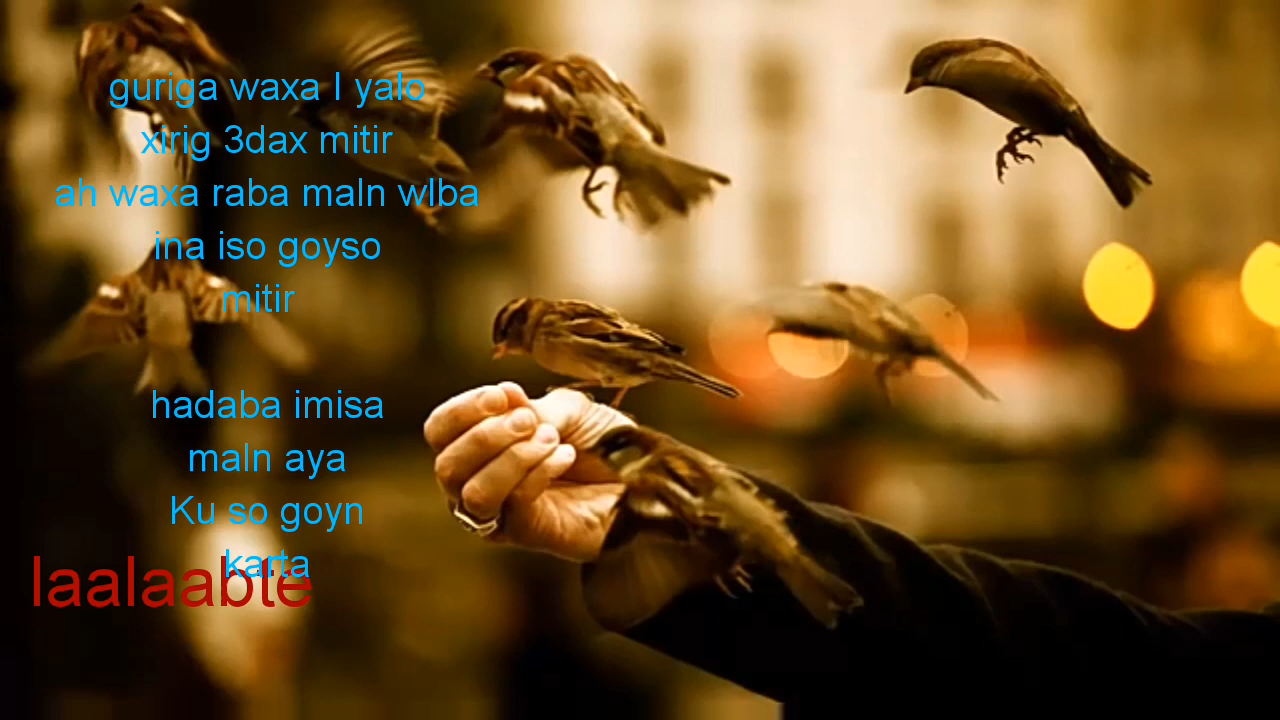 guriga waxa I yalo
xirig 3dax mitir
ah waxa raba maln wlba
ina iso goyso
mitir
hadaba imisa
maln aya
Ku so goyn
karta
laalaabte